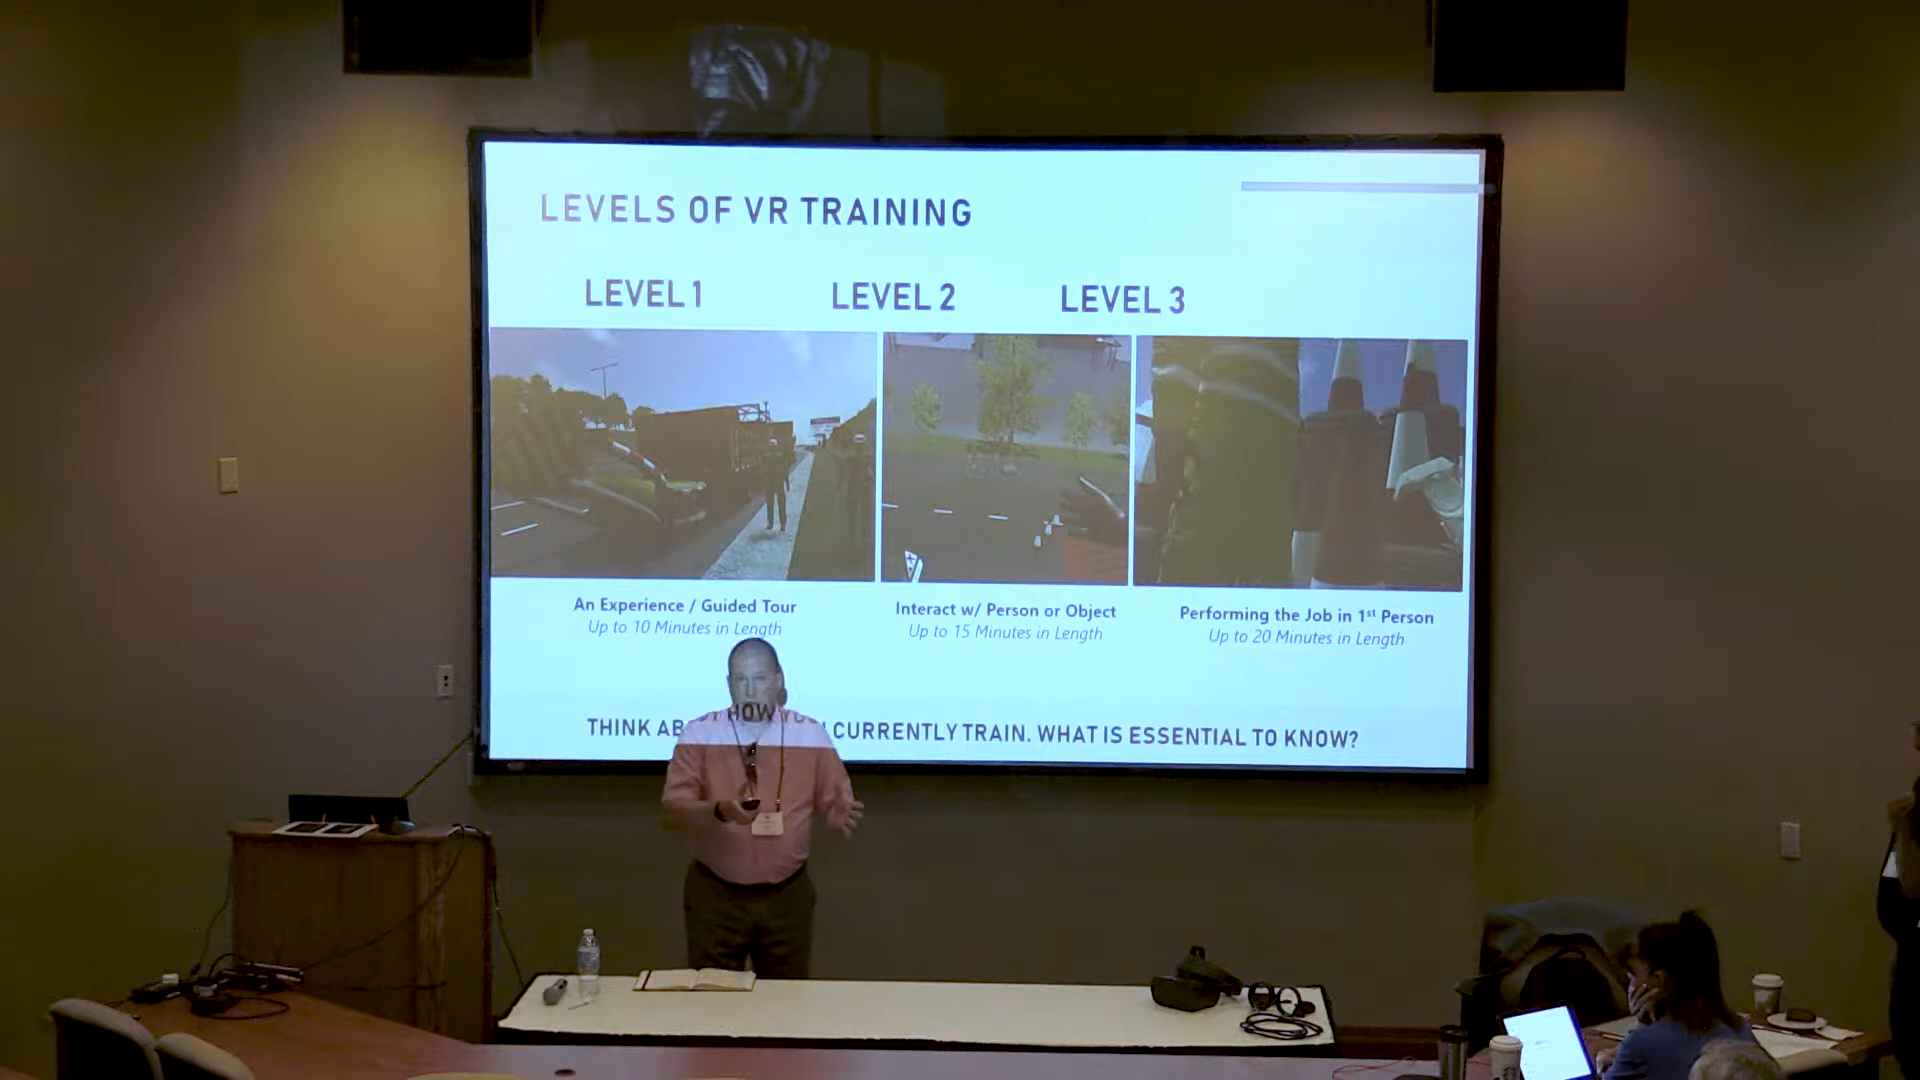 LEVELS OF VR TRAINING
LEVEL 1
LEVEL 2
LEVEL 3
An Experience / Guided Tour
Up to 10 Minutes in Length
Interact w/ Person or Object
Up to 15 Minutes in Length
Performing the Job in 1st Person
Up to 20 Minutes in Length
THINK ABOUT HOW YOU CURRENTLY TRAIN. WHAT IS ESSENTIAL TO KNOW?